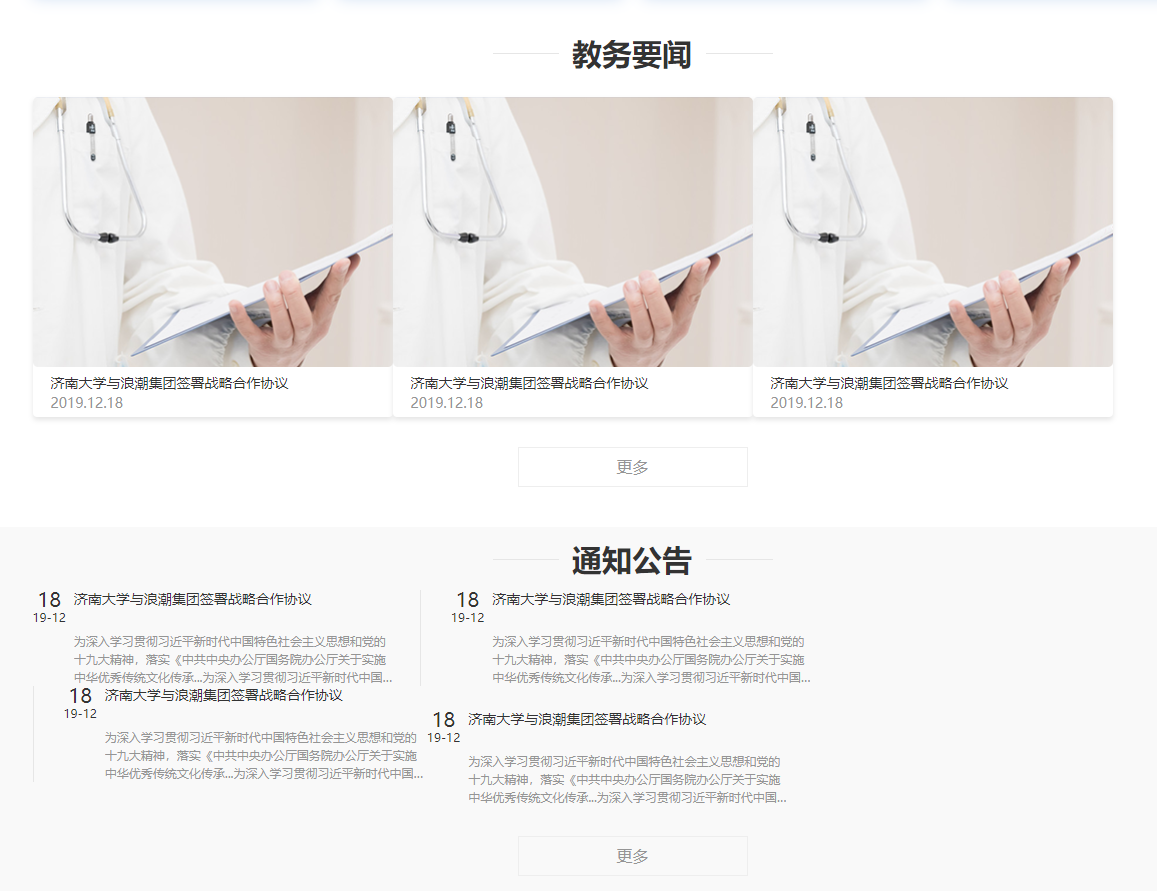 教务要闻
济南大学与浪潮集团签署战略合作协议
2019.12.18
济南大学与浪潮集团签署战略合作协议
2019.12.18
济南大学与浪潮集团签署战略合作协议
2019.12.18
更多
通知公告
18
19-12
济南大学与浪潮集团签署战略合作协议
为深入学习贯彻习近平新时代中国特色社会主义思想和党的
十九大精神，落实《中共中央办公厅国务院办公厅关于实施
中华优秀传统文化传承...为深入学习贯彻习近平新时代中国...
18
19-12
济南大学与浪潮集团签署战略合作协议
为深入学习贯彻习近平新时代中国特色社会主义思想和党的
十九大精神，落实《中共中央办公厅国务院办公厅关于实施
中华优秀传统文化传承...为深入学习贯彻习近平新时代中国...
18
19-12
济南大学与浪潮集团签署战略合作协议
为深入学习贯彻习近平新时代中国特色社会主义思想和党的
十九大精神，落实《中共中央办公厅国务院办公厅关于实施
中华优秀传统文化传承...为深入学习贯彻习近平新时代中国...
18
19-12
济南大学与浪潮集团签署战略合作协议
为深入学习贯彻习近平新时代中国特色社会主义思想和党的
十九大精神，落实《中共中央办公厅国务院办公厅关于实施
中华优秀传统文化传承...为深入学习贯彻习近平新时代中国...
更多